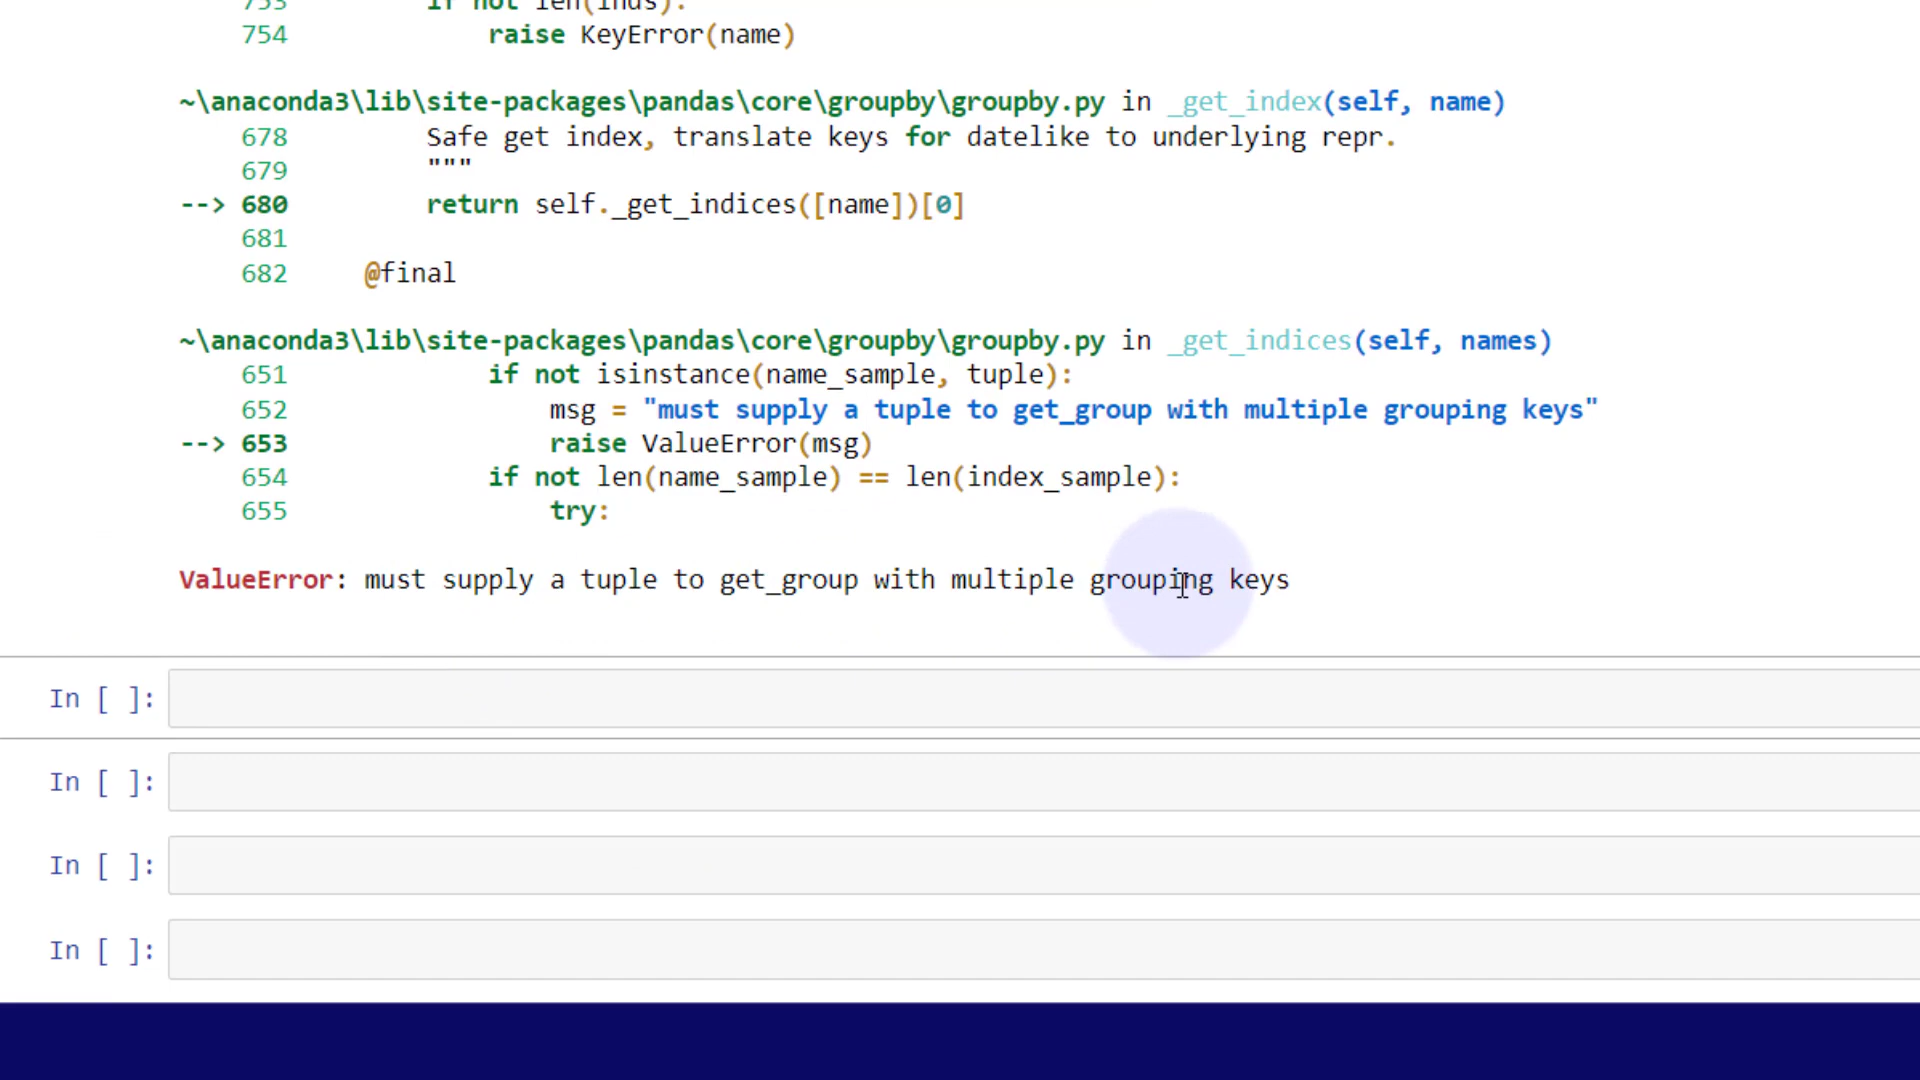 753 if not len(inds):
754 raise KeyError(name)
~\anaconda3\lib\site-packages\pandas\core\groupby\groupby.py in _get_index(self, name)
678 Safe get index, translate keys for datelike to underlying repr.
679 """
--> 680 return self._get_indices([name])[0]
681
682 @final
~\anaconda3\lib\site-packages\pandas\core\groupby\groupby.py in _get_indices(self, names)
651 if not isinstance(name_sample, tuple):
652 msg = "must supply a tuple to get_group with multiple grouping keys"
--> 653 raise ValueError(msg)
654 if not len(name_sample) == len(index_sample):
655 try:
ValueError: must supply a tuple to get_group with multiple grouping keys
In [ ]:
In [ ]:
In [ ]:
In [ ]: